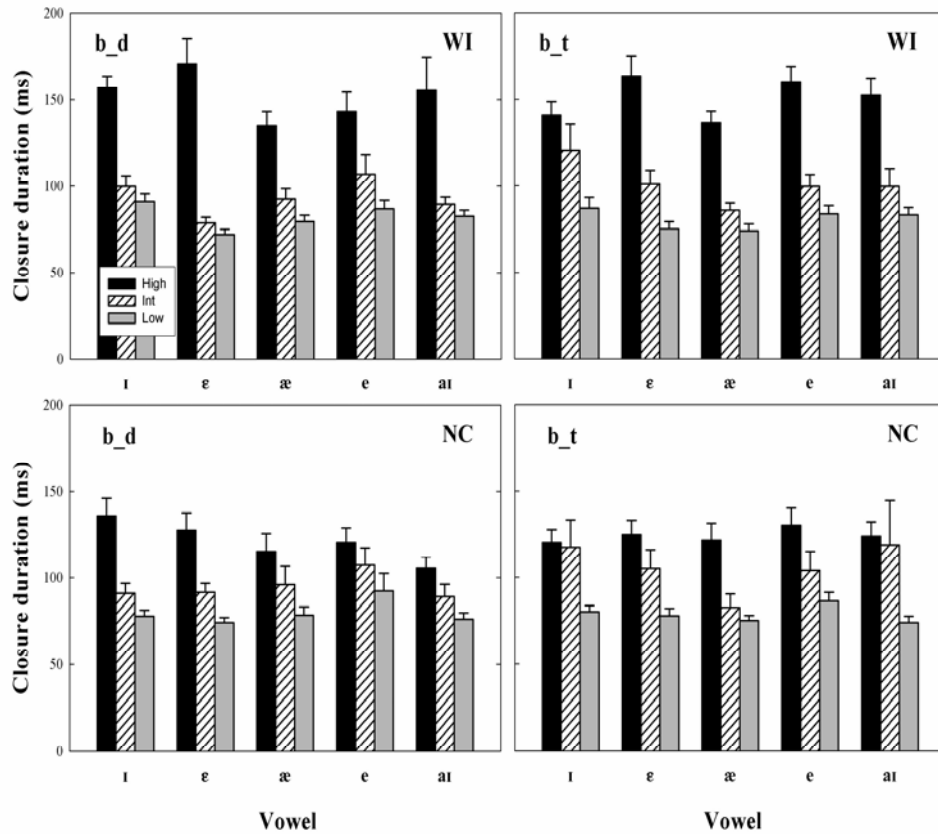 Closure duration (ms)
200
150
100
50
0
b_d
WI
High
Int
Low
ɪ ɛ æ e aɪ
b_t
WI
ɪ ɛ æ e aɪ
Closure duration (ms)
200
150
100
50
0
b_d
NC
ɪ ɛ æ e aɪ
Vowel
b_t
NC
ɪ ɛ æ e aɪ
Vowel